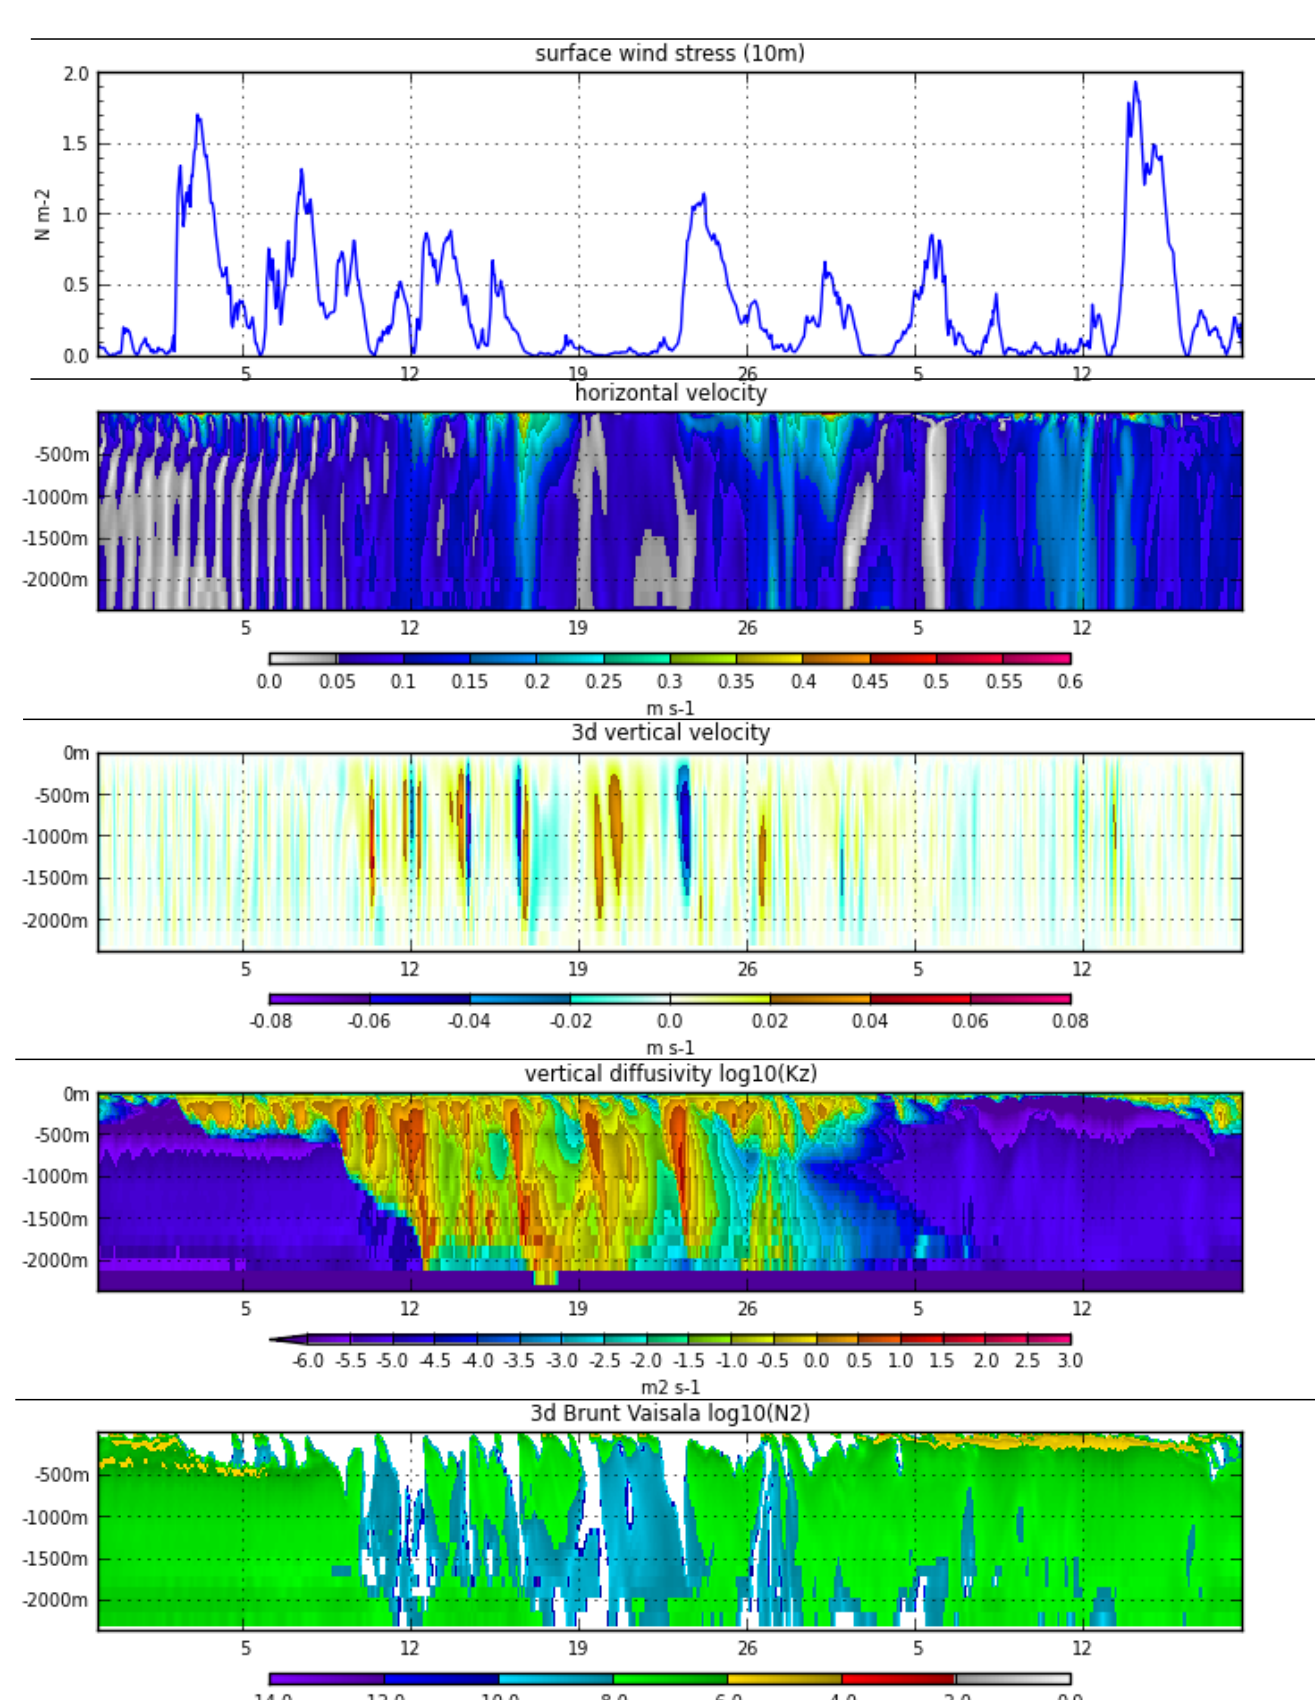 surface wind stress (10m)
2.0
1.5
1.0
0.5
0.0
N m-2
5 12 19 26 5 12
horizontal velocity
-500m
-1000m
-1500m
-2000m
5 12 19 26 5 12
0.0 0.05 0.1 0.15 0.2 0.25 0.3 0.35 0.4 0.45 0.5 0.55 0.6
m s-1
3d vertical velocity
0m
-500m
-1000m
-1500m
-2000m
5 12 19 26 5 12
-0.08 -0.06 -0.04 -0.02 0.0 0.02 0.04 0.06 0.08
m s-1
vertical diffusivity log10(Kz)
0m
-500m
-1000m
-1500m
-2000m
5 12 19 26 5 12
-6.0 -5.5 -5.0 -4.5 -4.0 -3.5 -3.0 -2.5 -2.0 -1.5 -1.0 -0.5 0.0 0.5 1.0 1.5 2.0 2.5 3.0
m2 s-1
3d Brunt Vaisala log10(N2)
-500m
-1000m
-1500m
-2000m
5 12 19 26 5 12